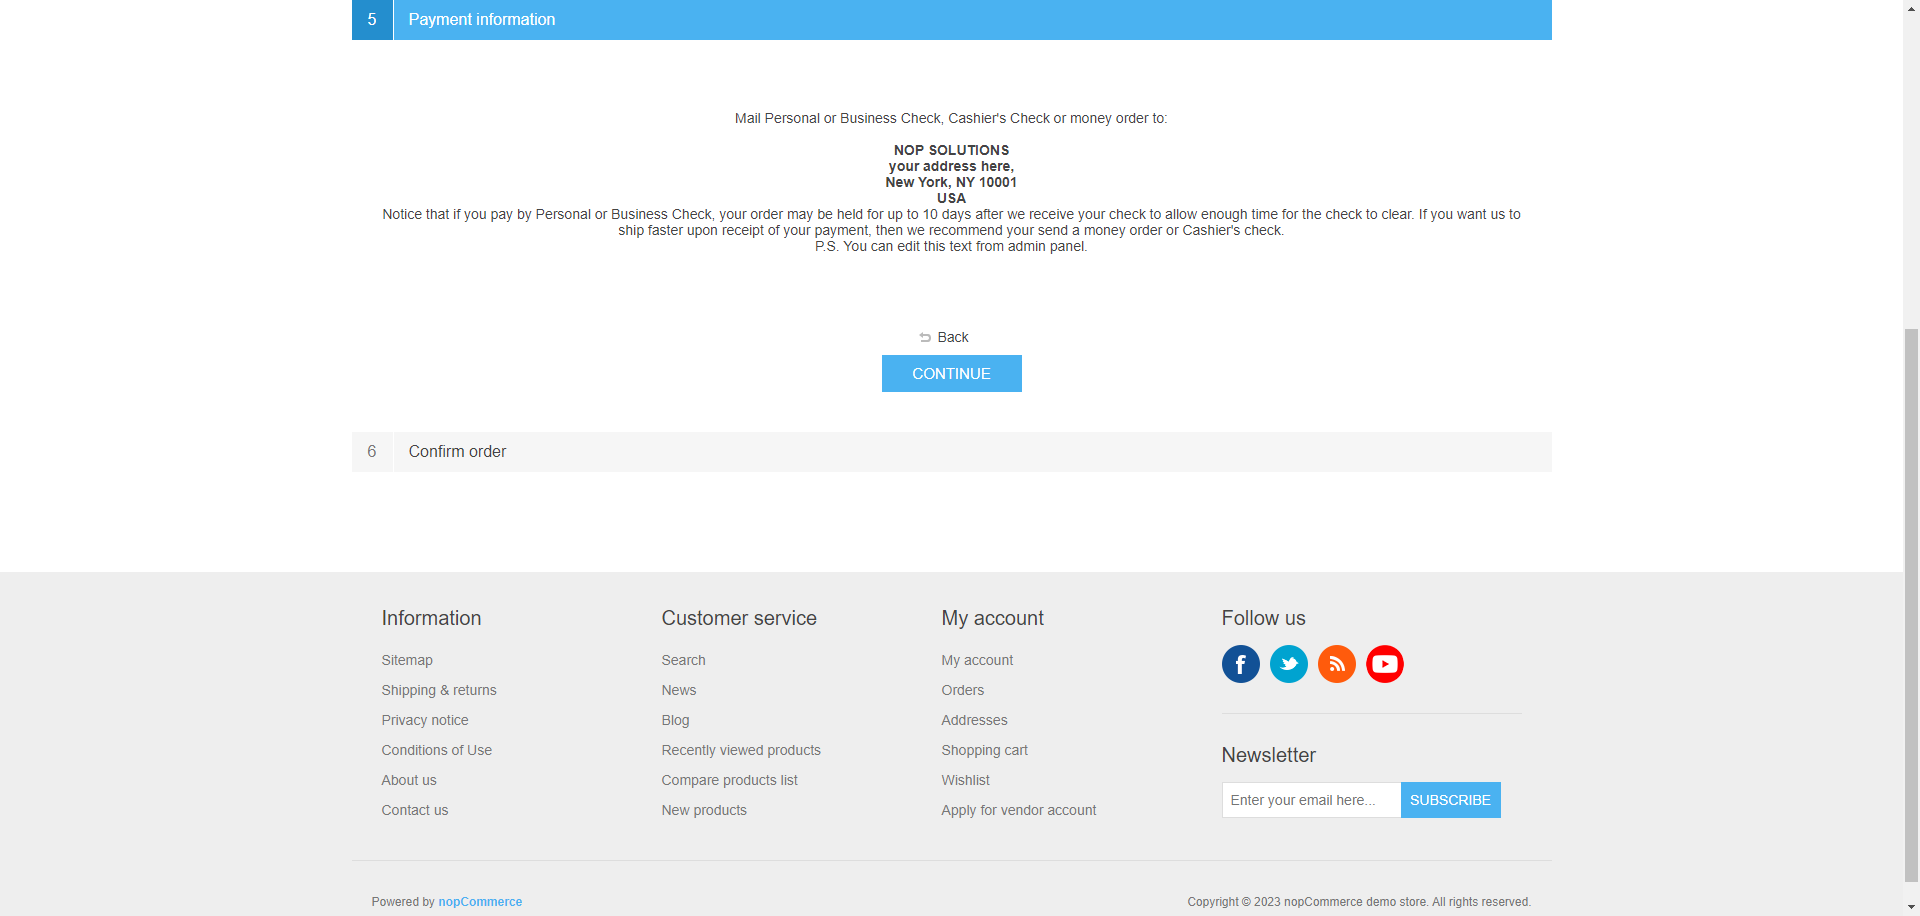 5 Payment information
Mail Personal or Business Check, Cashier's Check or money order to:
NOP SOLUTIONS
your address here,
New York, NY 10001
USA
Notice that if you pay by Personal or Business Check, your order may be held for up to 10 days after we receive your check to allow enough time for the check to clear. If you want us to
ship faster upon receipt of your payment, then we recommend your send a money order or Cashier's check.
P.S. You can edit this text from admin panel.
Back
CONTINUE
6 Confirm order
Information
Sitemap
Shipping & returns
Privacy notice
Conditions of Use
About us
Contact us
Customer service
Search
News
Blog
Recently viewed products
Compare products list
New products
My account
My account
Orders
Addresses
Shopping cart
Wishlist
Apply for vendor account
Follow us
Newsletter
Enter your email here...
SUBSCRIBE
Powered by nopCommerce
Copyright © 2023 nopCommerce demo store. All rights reserved.